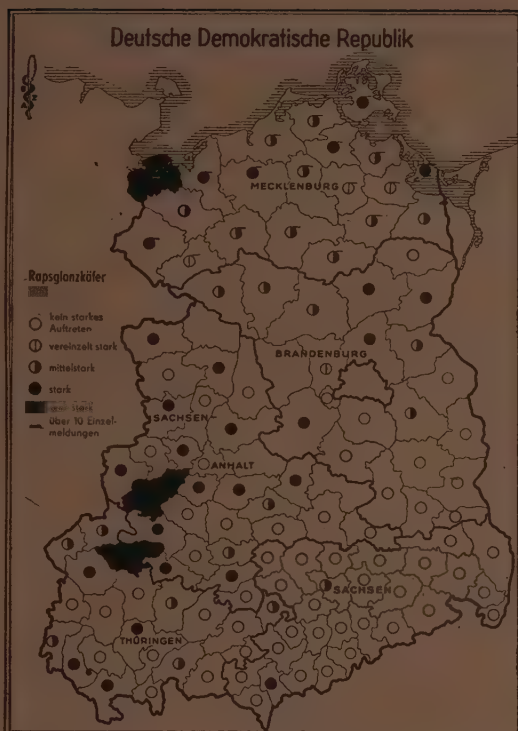 Deutsche Demokratische Republik
MECKLENBURG
Rapsglanzkäfer
kein starkes
Auftreten
vereinzelt stark
mittelstark
stark
stark
über 10 Einzel-
meldungen
BRANDENBURG
SACHSEN-
ANHALT
SACHSEN
THÜRINGEN